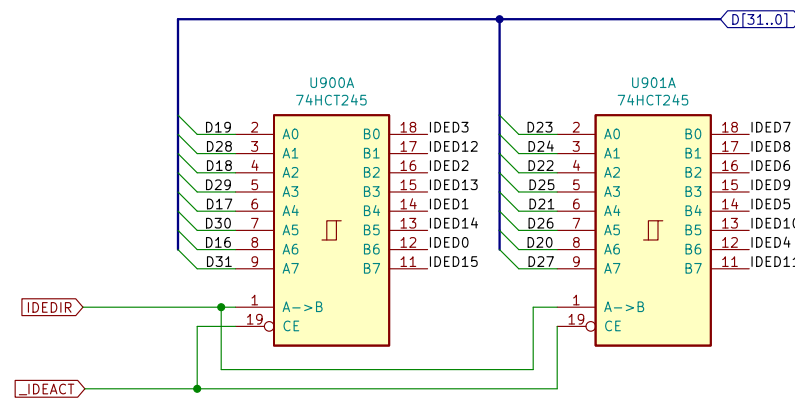 D[31..0]
U900A
74HCT245
U901A
74HCT245
D19 2 A0 B0 18 IDED3
D28 3 A1 B1 17 IDED12
D18 4 A2 B2 16 IDED2
D29 5 A3 B3 15 IDED13
D17 6 A4 B4 14 IDED1
D30 7 A5 B5 13 IDED14
D16 8 A6 B6 12 IDED0
D31 9 A7 B7 11 IDED15
1 A->B
19 CE
D23 2 A0 B0 18 IDED7
D24 3 A1 B1 17 IDED8
D22 4 A2 B2 16 IDED6
D25 5 A3 B3 15 IDED9
D21 6 A4 B4 14 IDED5
D26 7 A5 B5 13 IDED10
D20 8 A6 B6 12 IDED4
D27 9 A7 B7 11 IDED11
1 A->B
19 CE
IDEDIR
_IDEACT